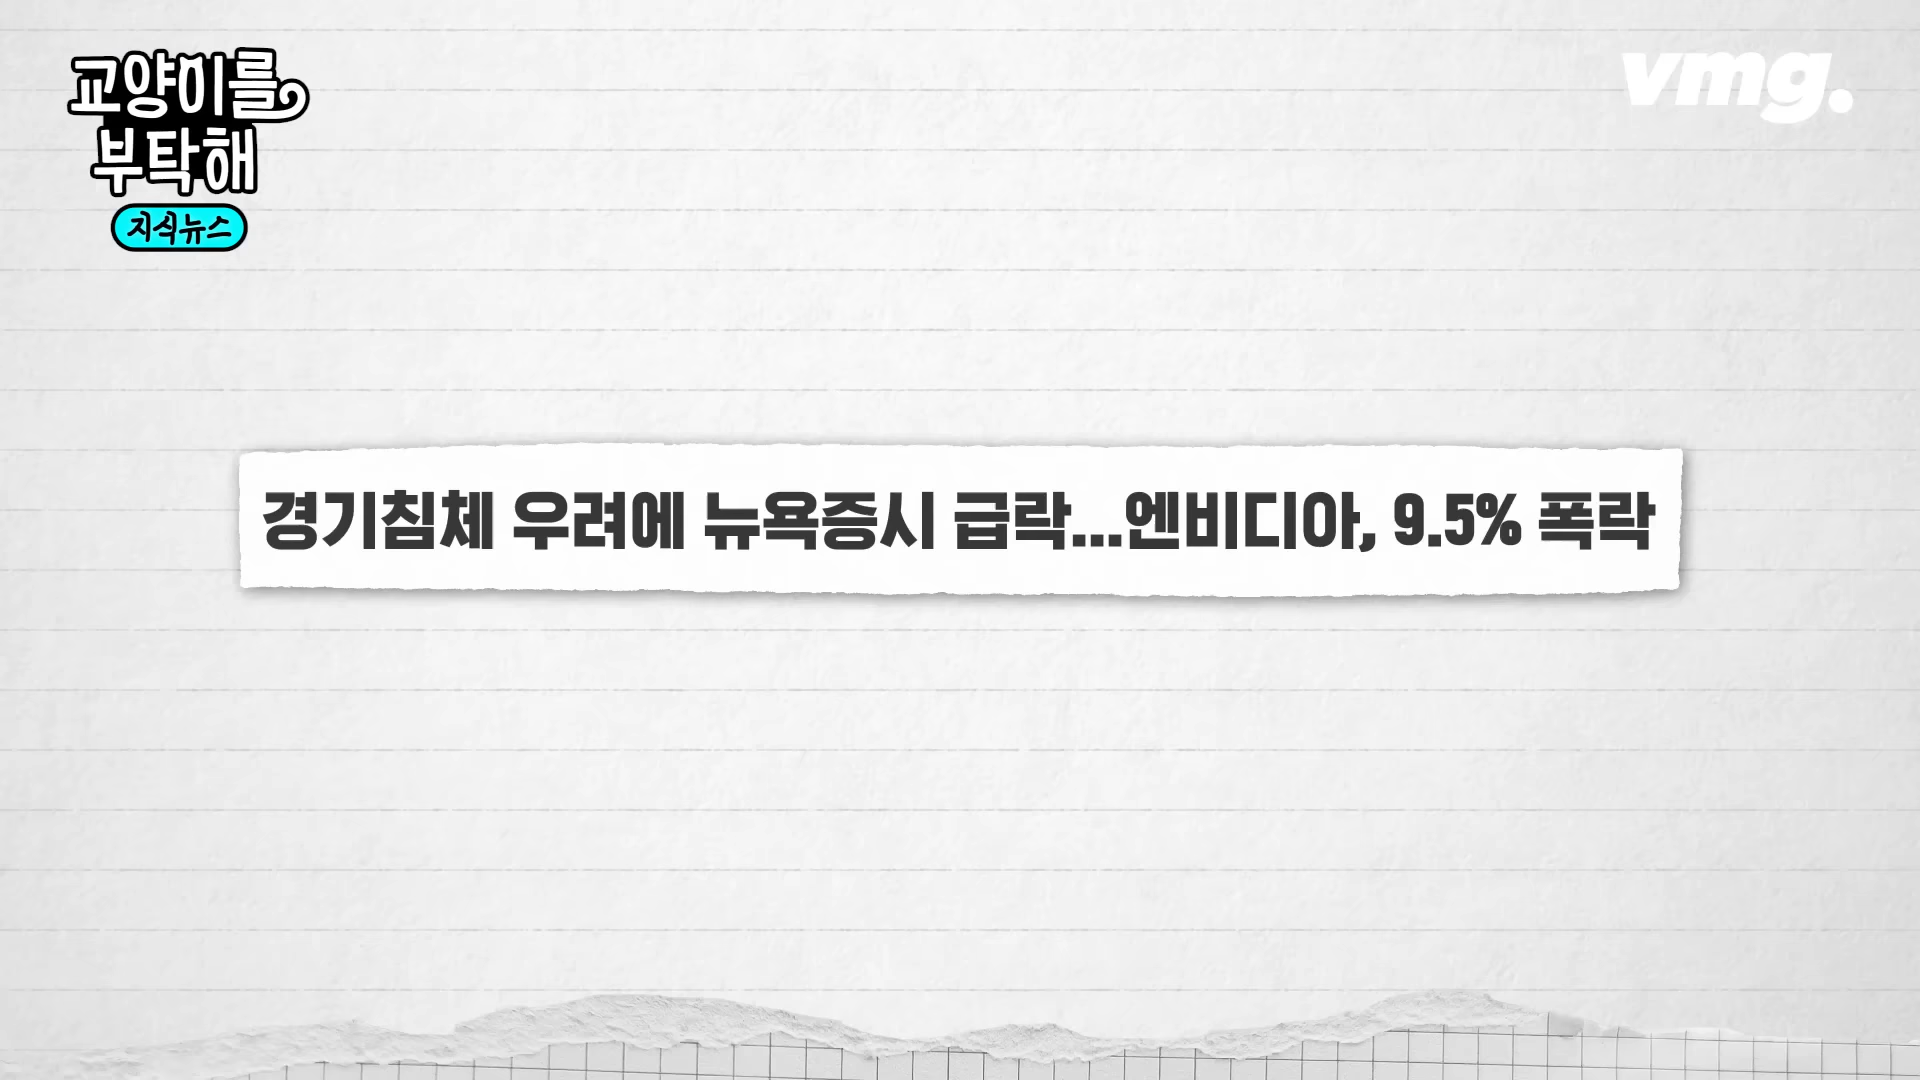 교양이를
부탁해
지식뉴스
vmg.
경기침체 우려에 뉴욕증시 급락...엔비디아, 9.5% 폭락